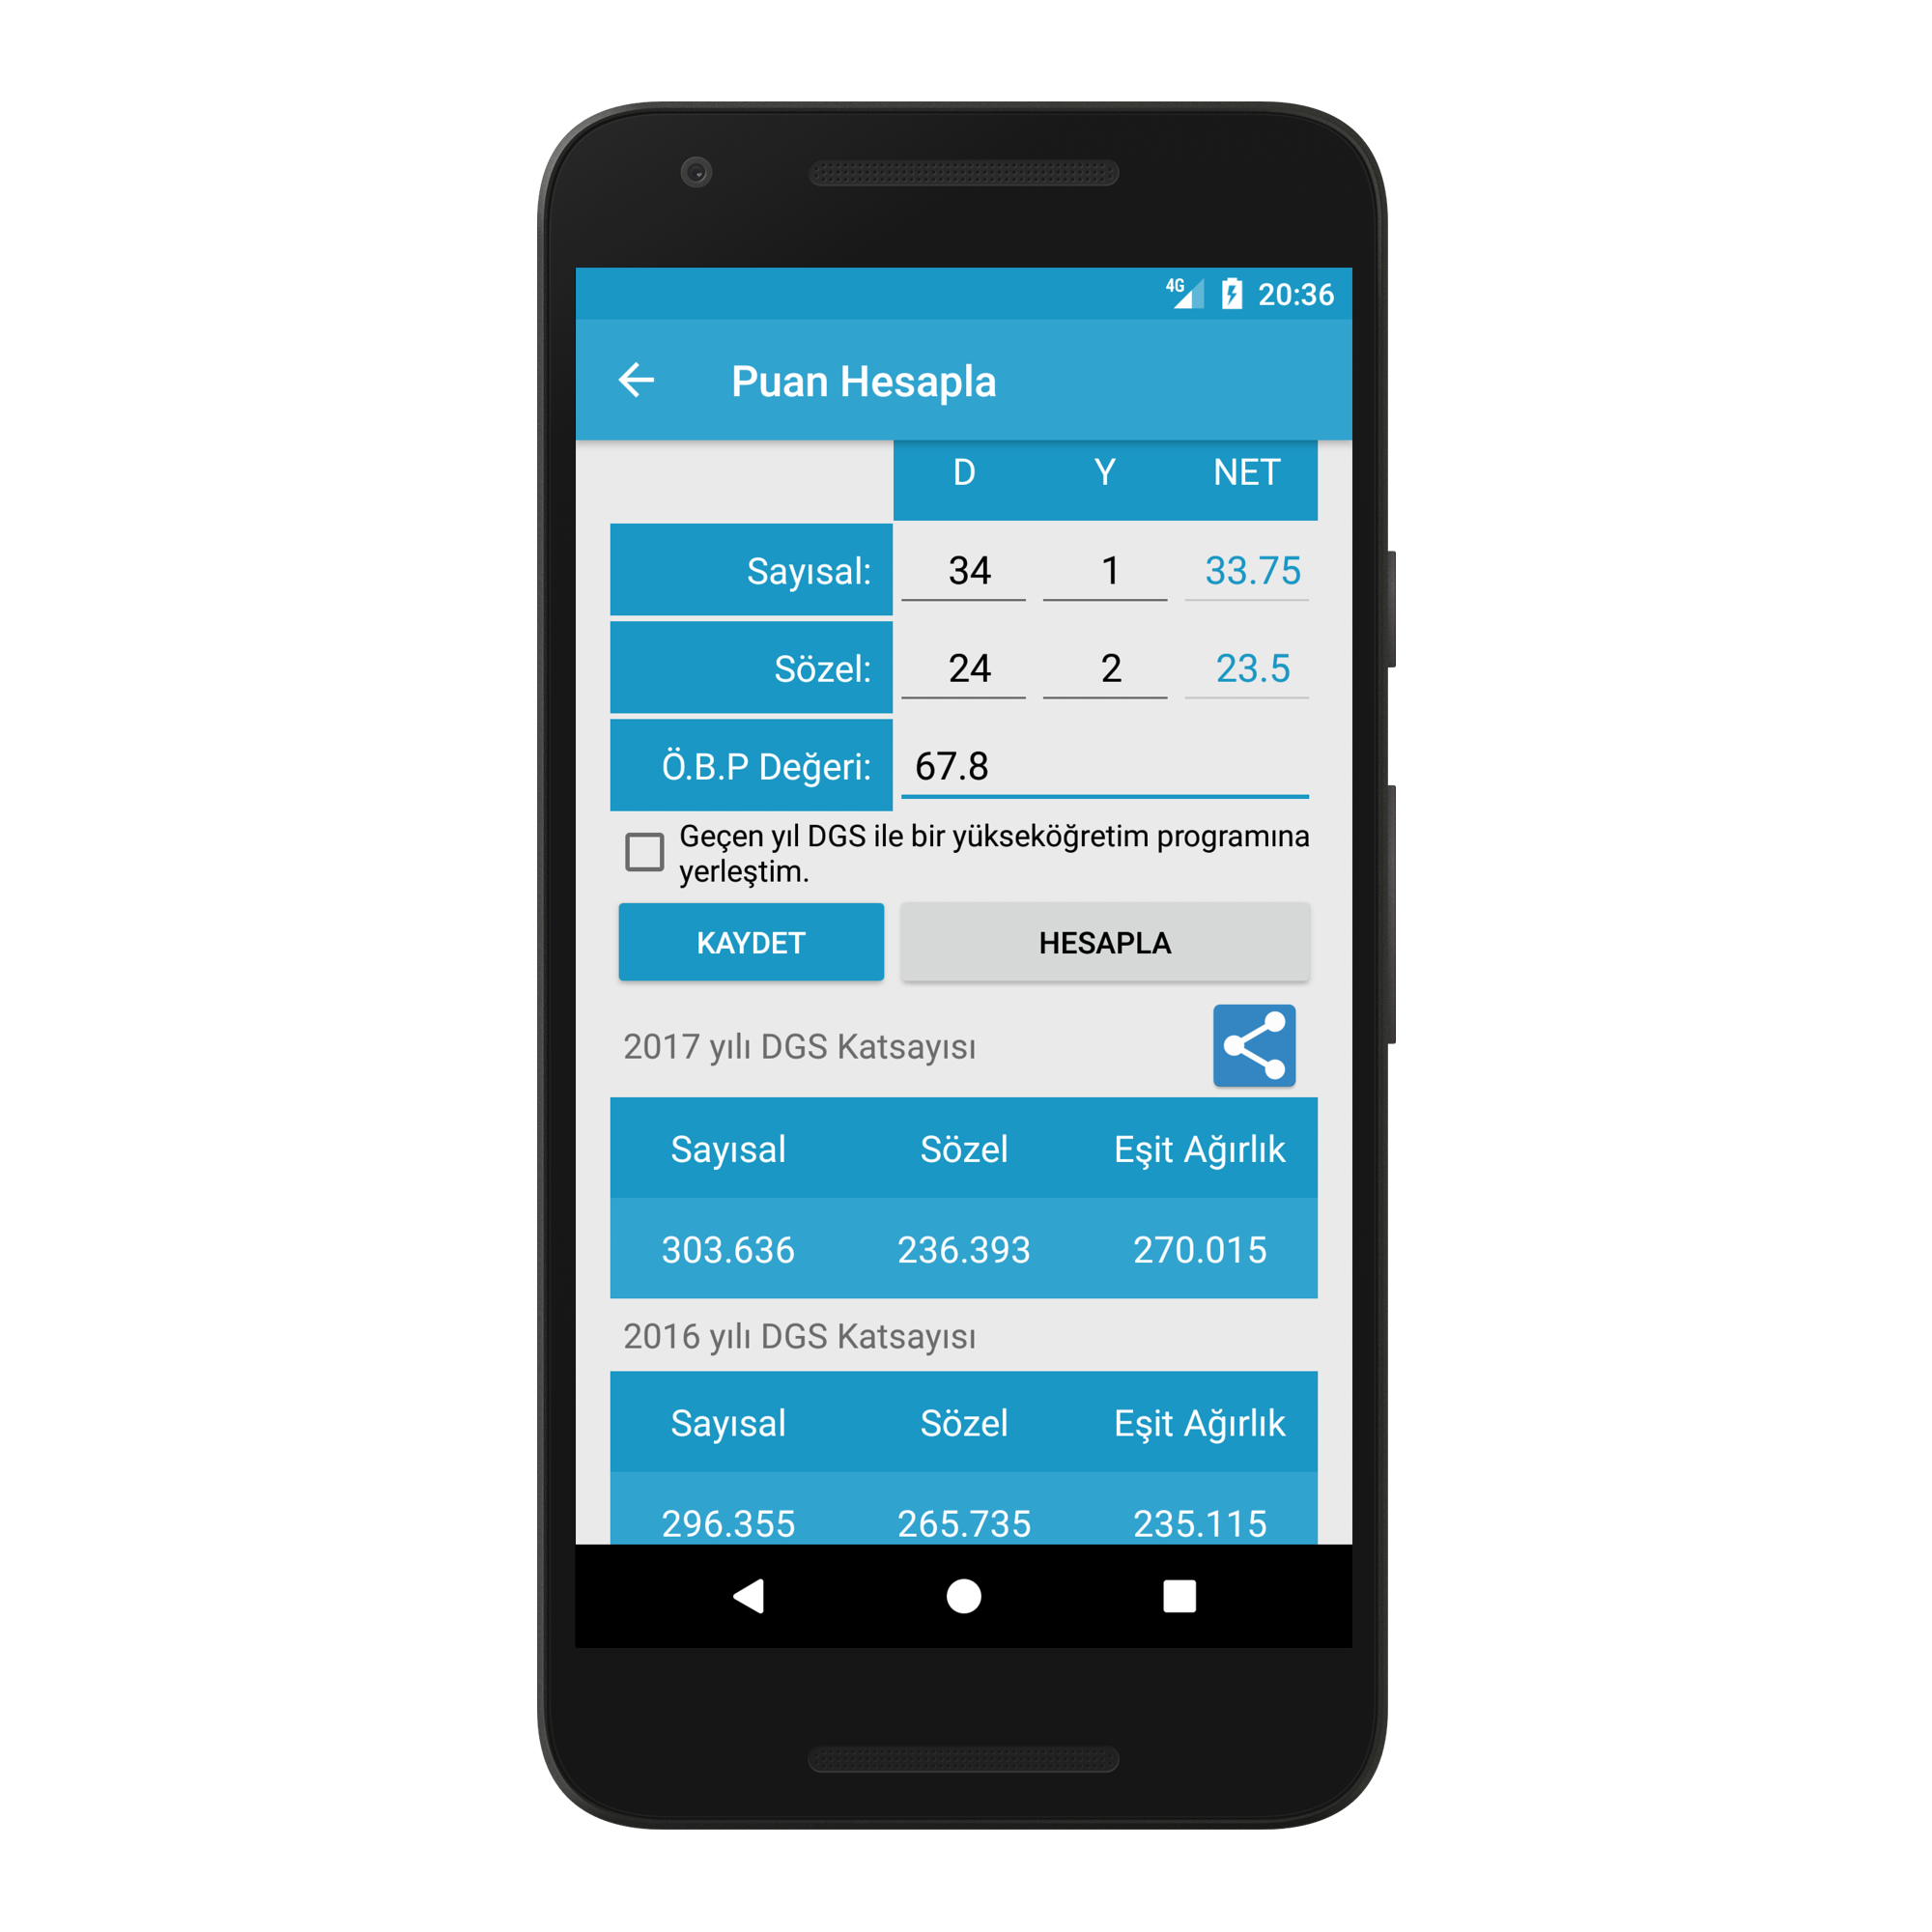 4G 20:36
Puan Hesapla
D Y NET
Sayısal: 34 1 33.75
Sözel: 24 2 23.5
Ö.B.P Değeri: 67.8
Geçen yıl DGS ile bir yükseköğretim programına
yerleştim.
KAYDET HESAPLA
2017 yılı DGS Katsayısı
Sayısal Sözel Eşit Ağırlık
303.636 236.393 270.015
2016 yılı DGS Katsayısı
Sayısal Sözel Eşit Ağırlık
296.355 265.735 235.115